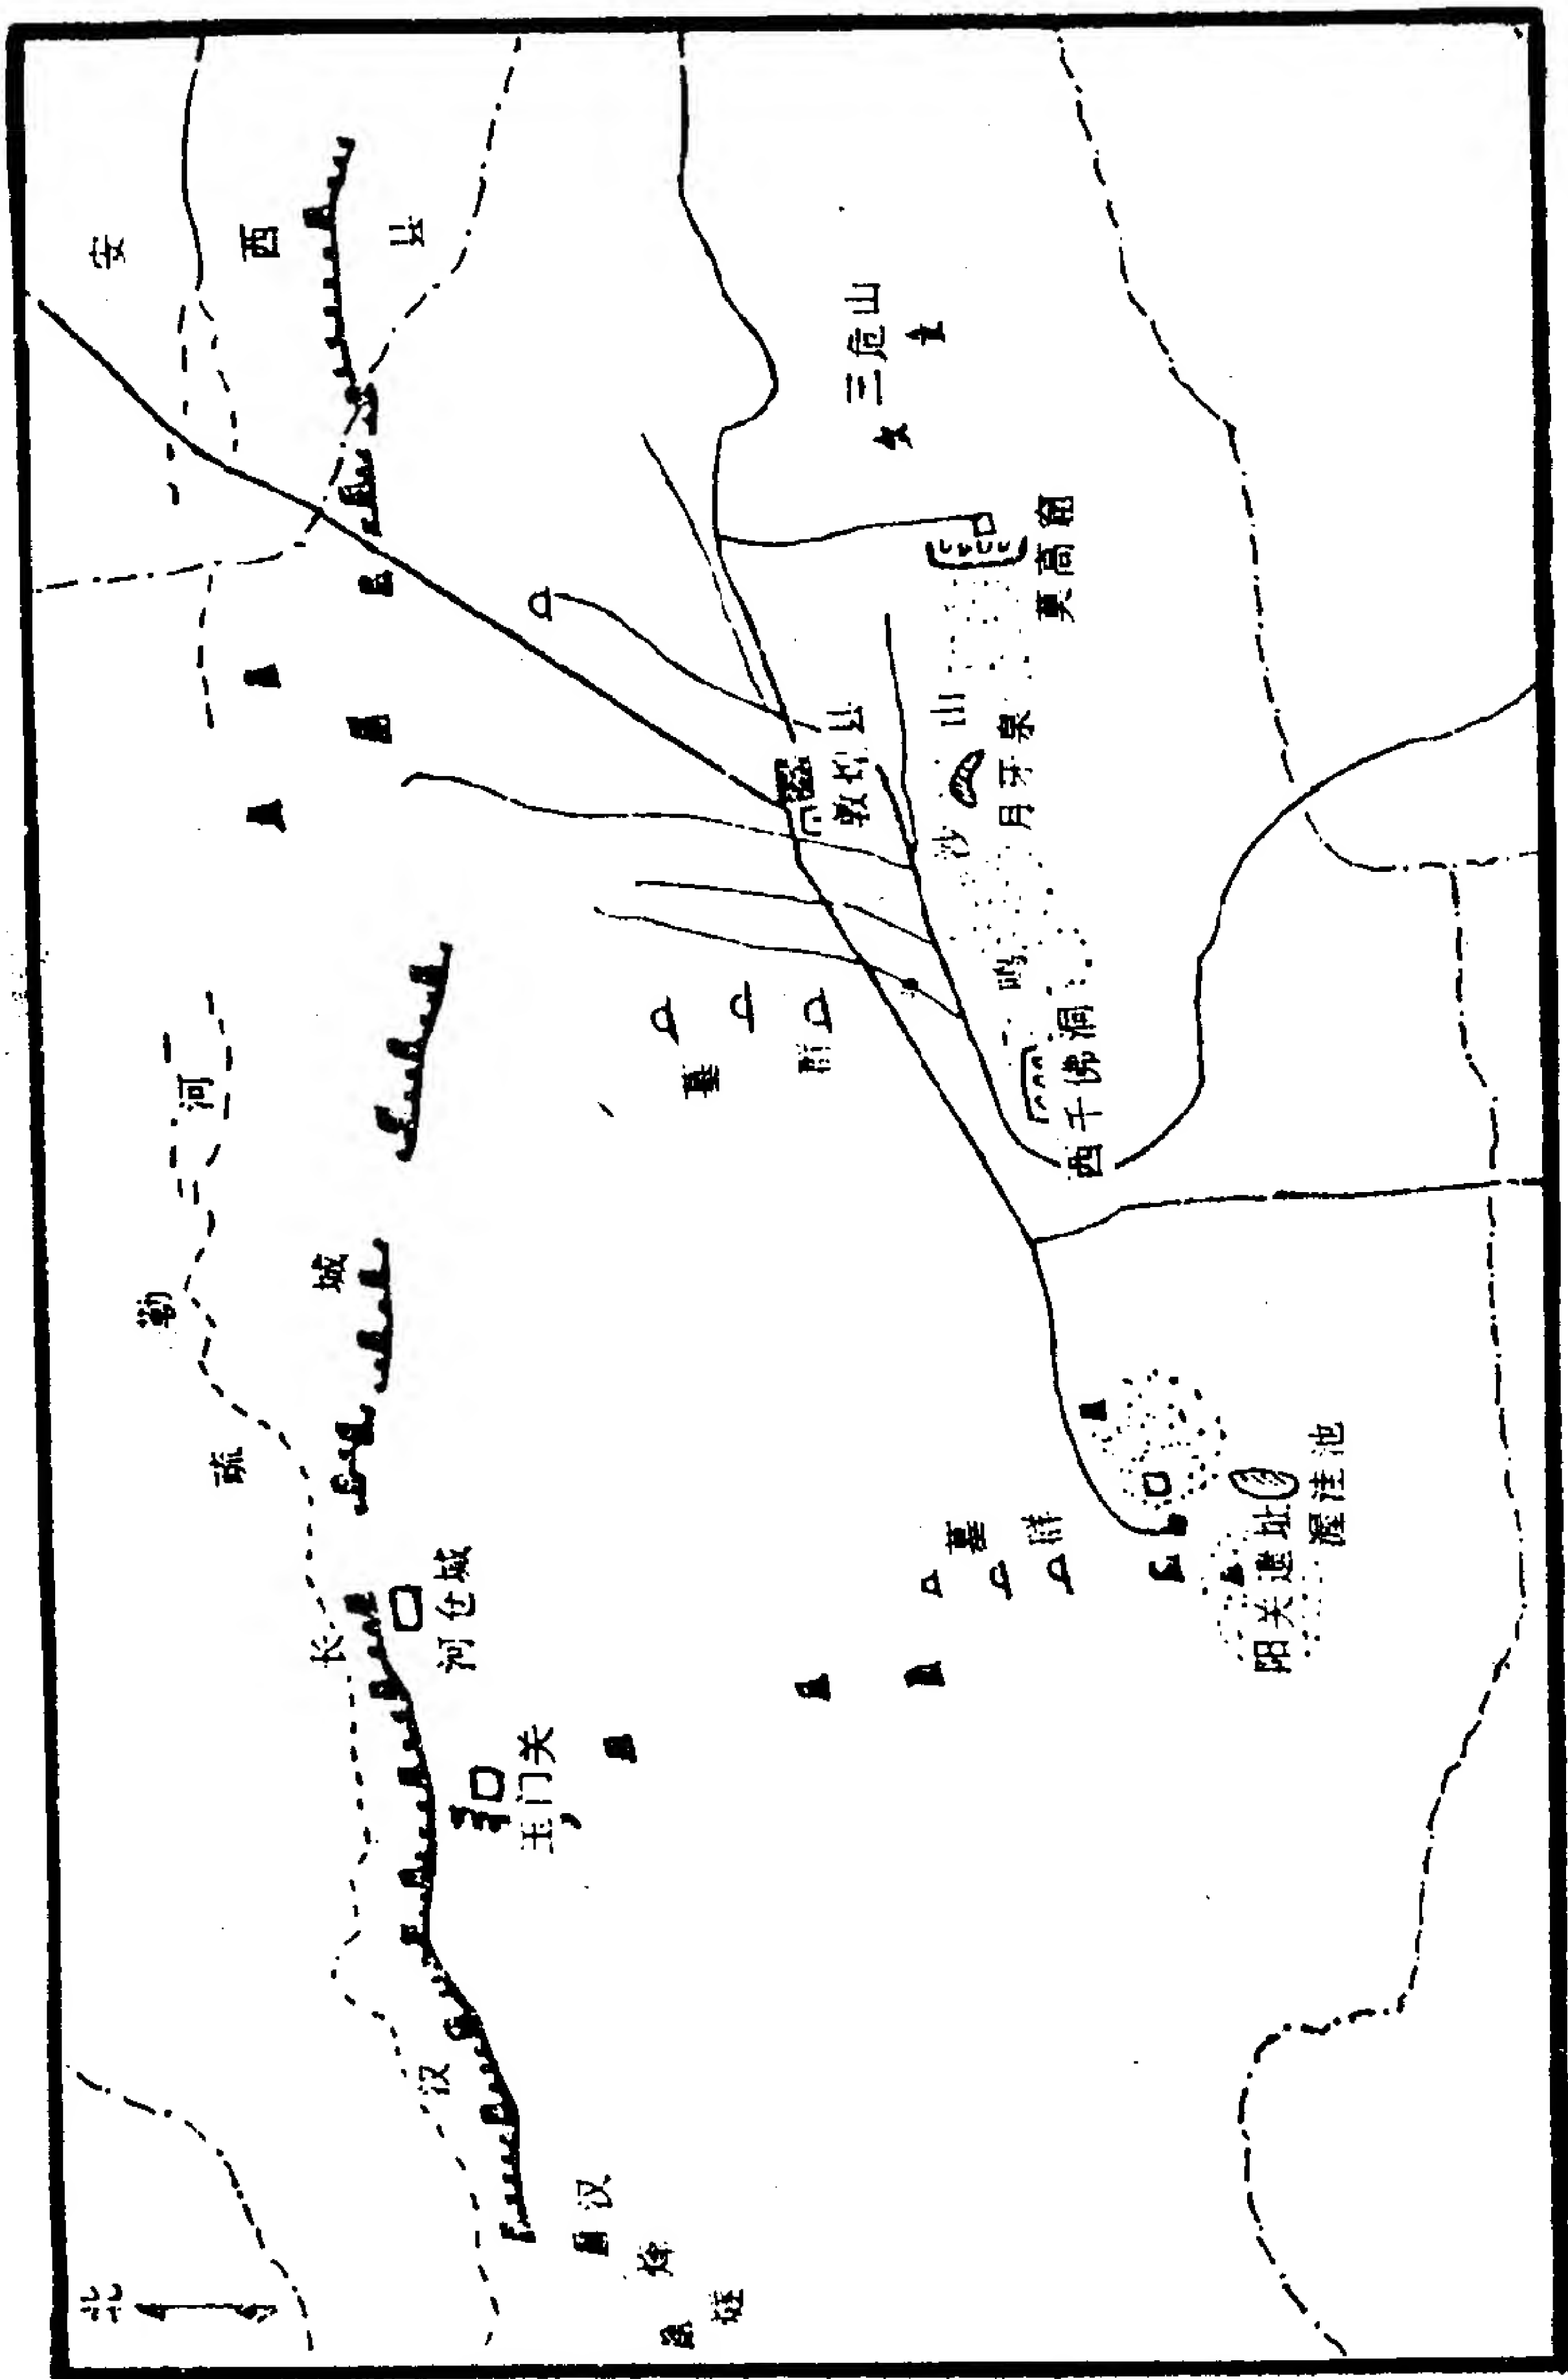 北
安西县
疏勒河
汉长城
河仓城
玉门关
汉烽燧
墓群
墓群
敦煌县
三危山
莫高窟
鸣沙山
月牙泉
西千佛洞
阳关遗址
渥洼池